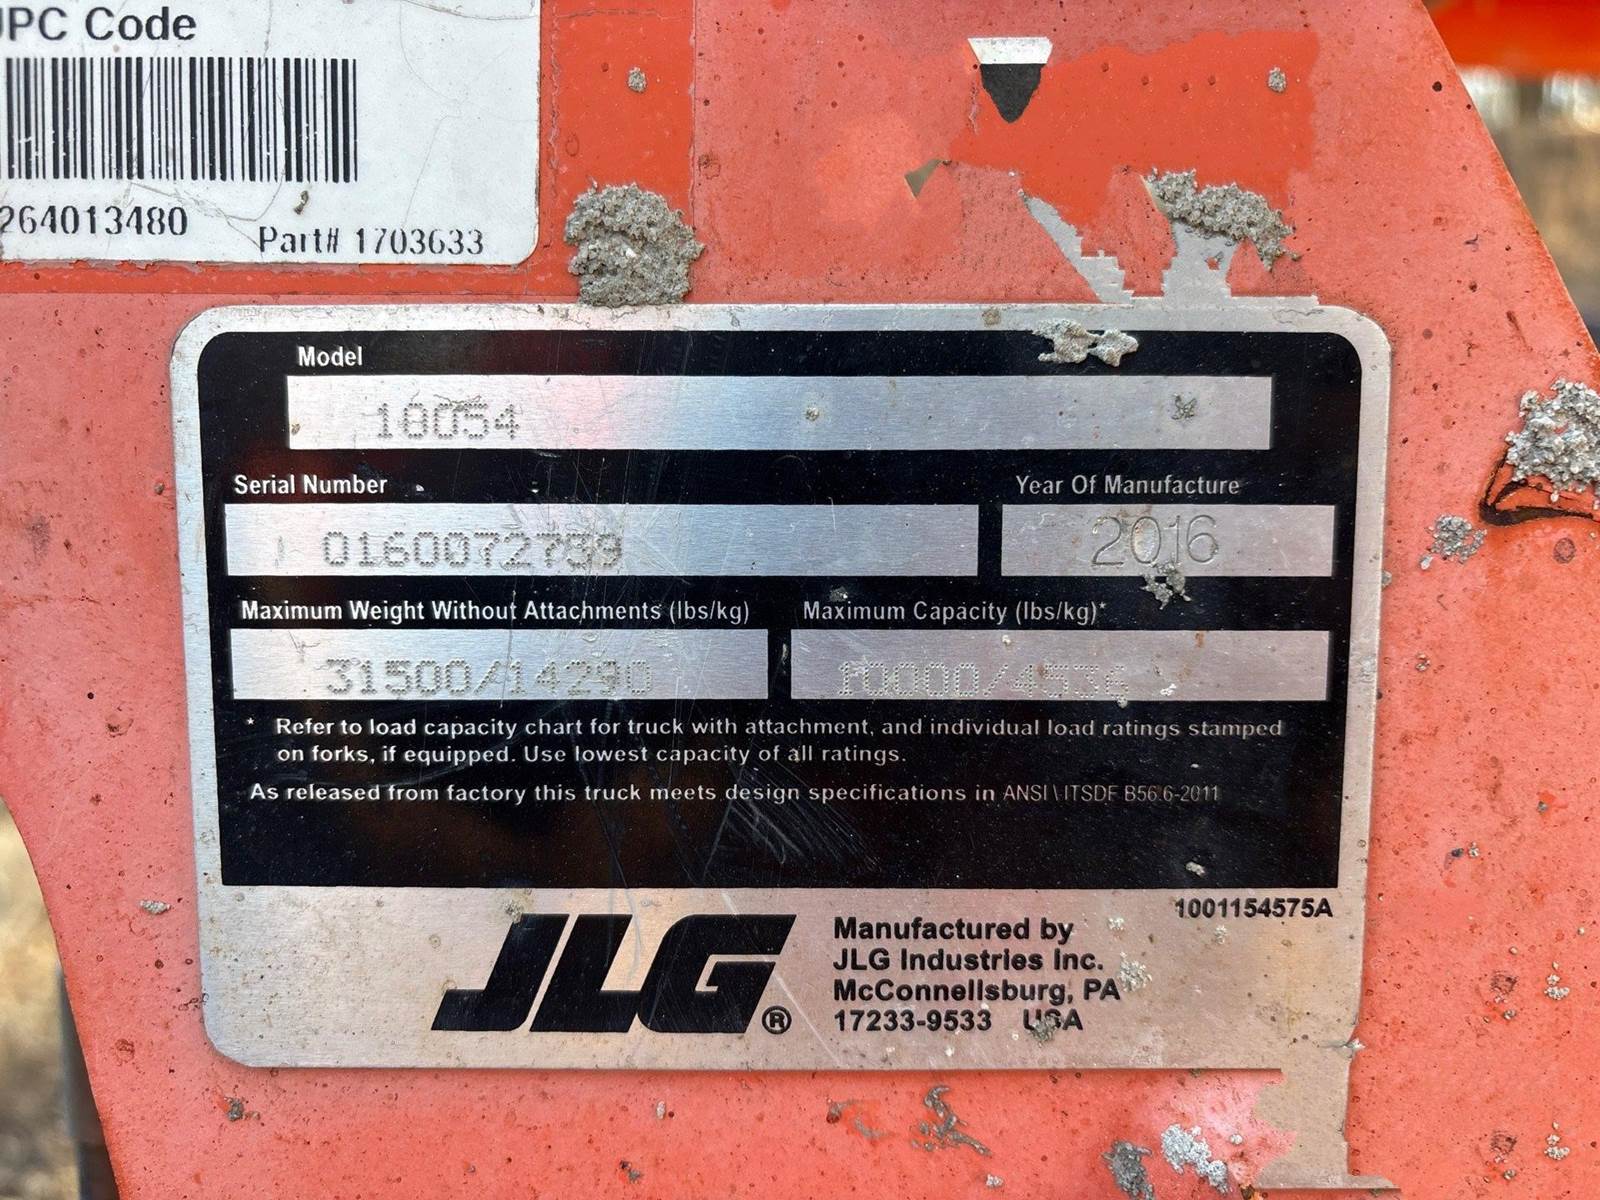 UPC Code
264013480
Part# 1703633
Model
10054
Serial Number
0160072789
Year Of Manufacture
2016
Maximum Weight Without Attachments (lbs/kg)
31500/14290
Maximum Capacity (lbs/kg)*
10000/4536
* Refer to load capacity chart for truck with attachment, and individual load ratings stamped
on forks, if equipped. Use lowest capacity of all ratings.
As released from factory this truck meets design specifications in ANSI \ ITSDF B56.6-2011
1001154575A
JLG®
Manufactured by
JLG Industries Inc.
McConnellsburg, PA
17233-9533 USA